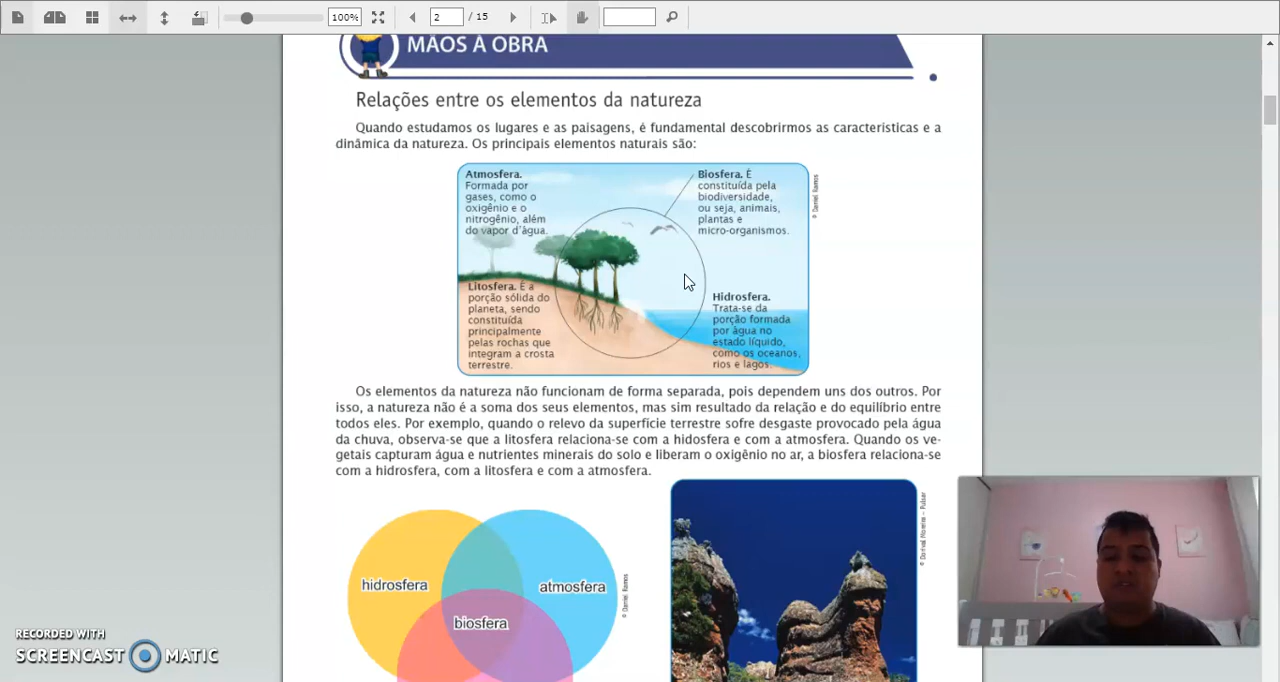 100%
2 / 15
MÃOS À OBRA
Relações entre os elementos da natureza
Quando estudamos os lugares e as paisagens, é fundamental descobrirmos as características e a
dinâmica da natureza. Os principais elementos naturais são:
Atmosfera.
Formada por
gases, como o
oxigênio e o
nitrogênio, além
do vapor d'água.
Biosfera. É
constituída pela
biodiversidade,
ou seja, animais,
plantas e
micro-organismos.
© Daniel Ramos
Litosfera. É a
porção sólida do
planeta, sendo
constituída
principalmente
pelas rochas que
integram a crosta
terrestre.
Hidrosfera.
Trata-se da
porção formada
por água no
estado líquido,
como os oceanos,
rios e lagos.
Os elementos da natureza não funcionam de forma separada, pois dependem uns dos outros. Por
isso, a natureza não é a soma dos seus elementos, mas sim resultado da relação e do equilíbrio entre
todos eles. Por exemplo, quando o relevo da superfície terrestre sofre desgaste provocado pela água
da chuva, observa-se que a litosfera relaciona-se com a hidosfera e com a atmosfera. Quando os ve-
getais capturam água e nutrientes minerais do solo e liberam o oxigênio no ar, a biosfera relaciona-se
com a hidrosfera, com a litosfera e com a atmosfera.
hidrosfera
atmosfera
biosfera
© Daniel Ramos
© Dorival Moreira – Pulsar
RECORDED WITH
SCREENCAST MATIC